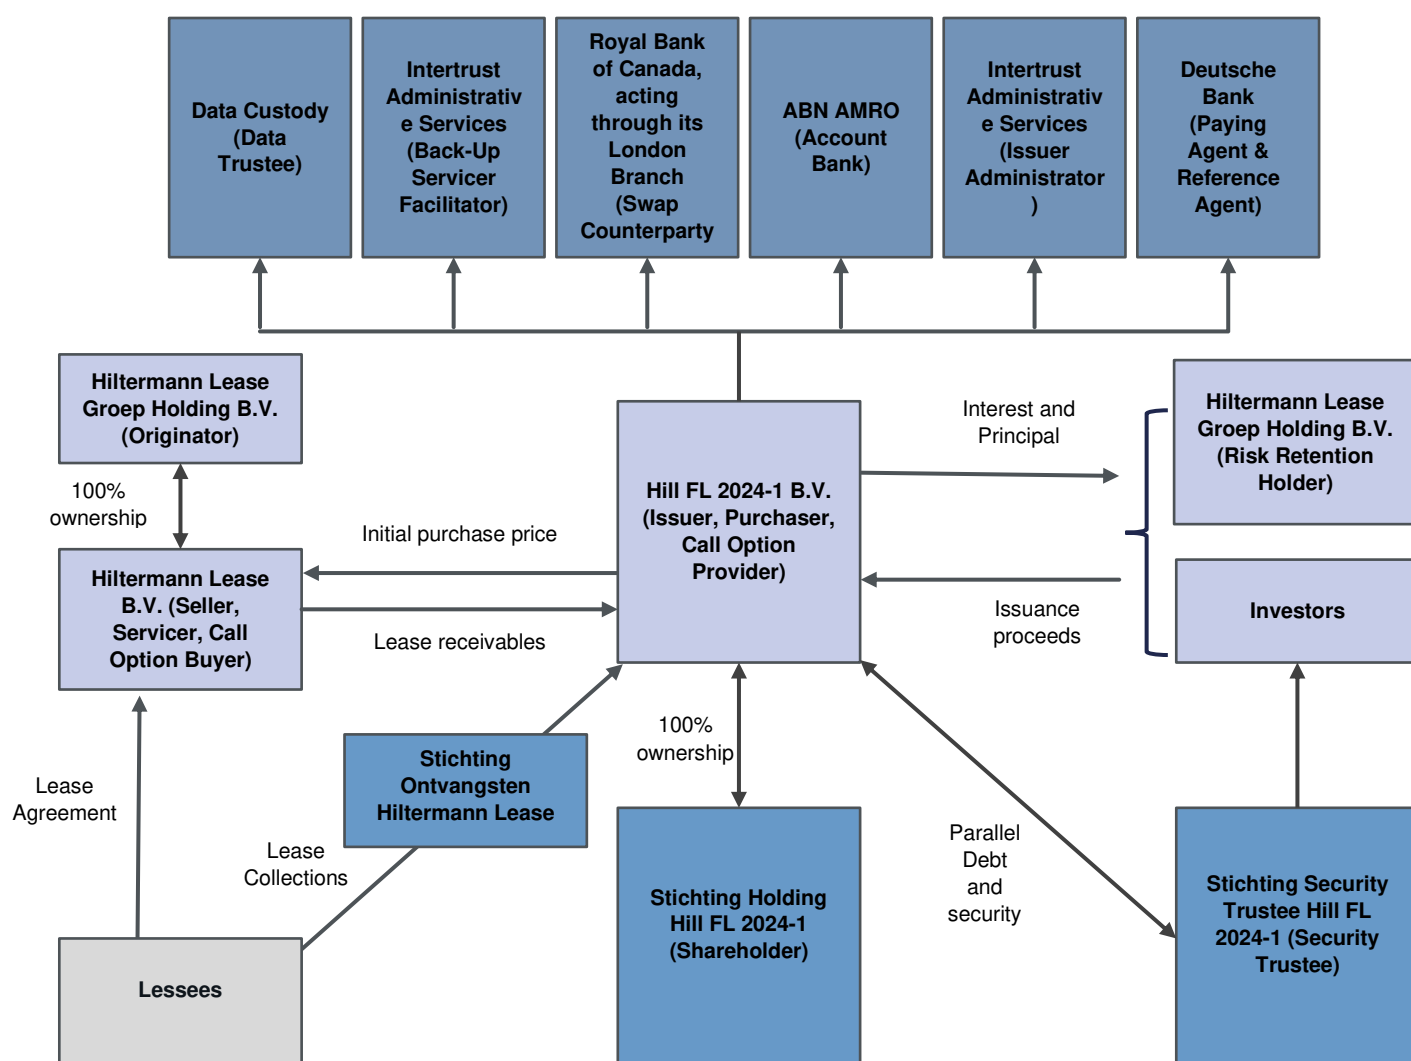 Data Custody
(Data
Trustee)
Intertrust
Administrativ
e Services
(Back-Up
Servicer
Facilitator)
Royal Bank
of Canada,
acting
through its
London
Branch
(Swap
Counterparty
ABN AMRO
(Account
Bank)
Intertrust
Administrativ
e Services
(Issuer
Administrator
)
Deutsche
Bank
(Paying
Agent &
Reference
Agent)
Hiltermann Lease
Groep Holding B.V.
(Originator)
100%
ownership
Hiltermann Lease
B.V. (Seller,
Servicer, Call
Option Buyer)
Initial purchase price
Lease receivables
Hill FL 2024-1 B.V.
(Issuer, Purchaser,
Call Option
Provider)
Interest and
Principal
Issuance
proceeds
Hiltermann Lease
Groep Holding B.V.
(Risk Retention
Holder)
Investors
Lease
Agreement
Stichting
Ontvangsten
Hiltermann Lease
Lease
Collections
100%
ownership
Parallel
Debt
and
security
Lessees
Stichting Holding
Hill FL 2024-1
(Shareholder)
Stichting Security
Trustee Hill FL
2024-1 (Security
Trustee)